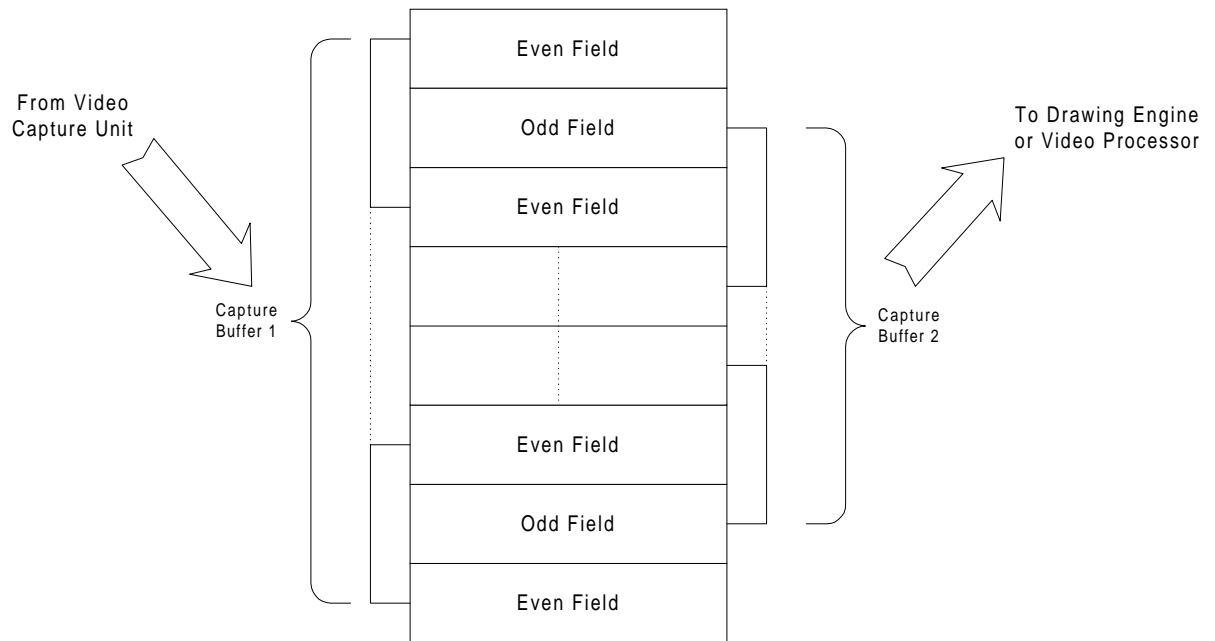 Even Field
From Video
Capture Unit
Odd Field
To Drawing Engine
or Video Processor
Even Field
Capture
Buffer 1
Capture
Buffer 2
Even Field
Odd Field
Even Field